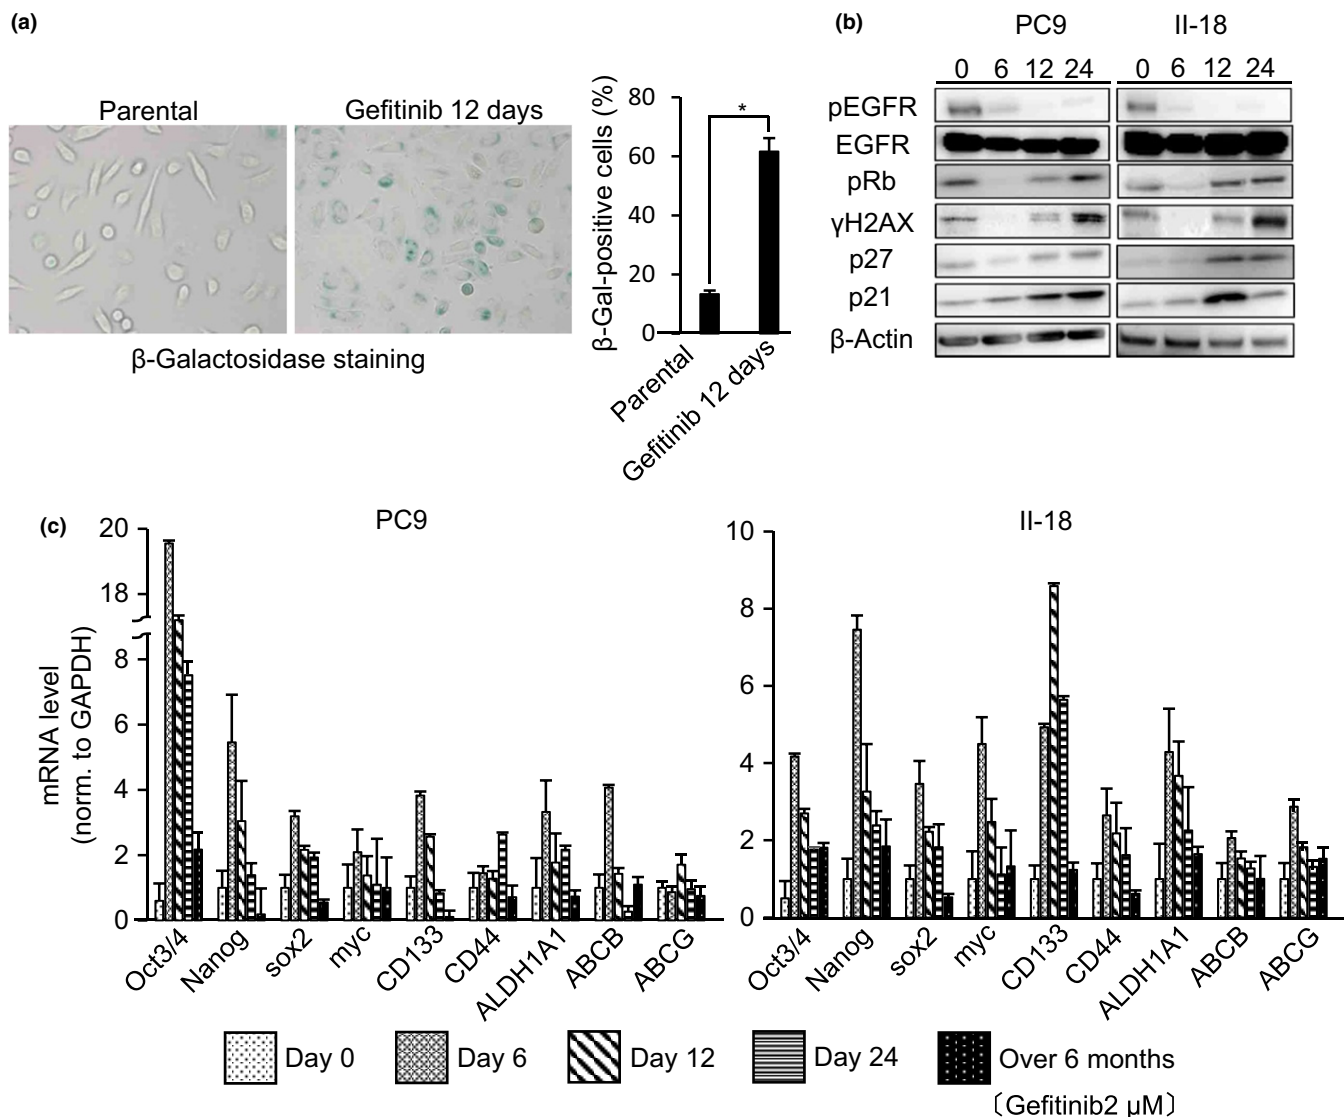 (a)
Parental
Gefitinib 12 days
β-Galactosidase staining
β-Gal-positive cells (%)
80
60
40
20
0
*
Parental
Gefitinib 12 days
(b)
PC9
II-18
0 6 12 24
0 6 12 24
pEGFR
EGFR
pRb
γH2AX
p27
p21
β-Actin
(c)
PC9
mRNA level
(norm. to GAPDH)
20
18
8
6
4
2
0
Oct3/4
Nanog
sox2
myc
CD133
CD44
ALDH1A1
ABCB
ABCG
II-18
10
8
6
4
2
0
Oct3/4
Nanog
sox2
myc
CD133
CD44
ALDH1A1
ABCB
ABCG
Day 0
Day 6
Day 12
Day 24
Over 6 months
〔Gefitinib2 μM〕